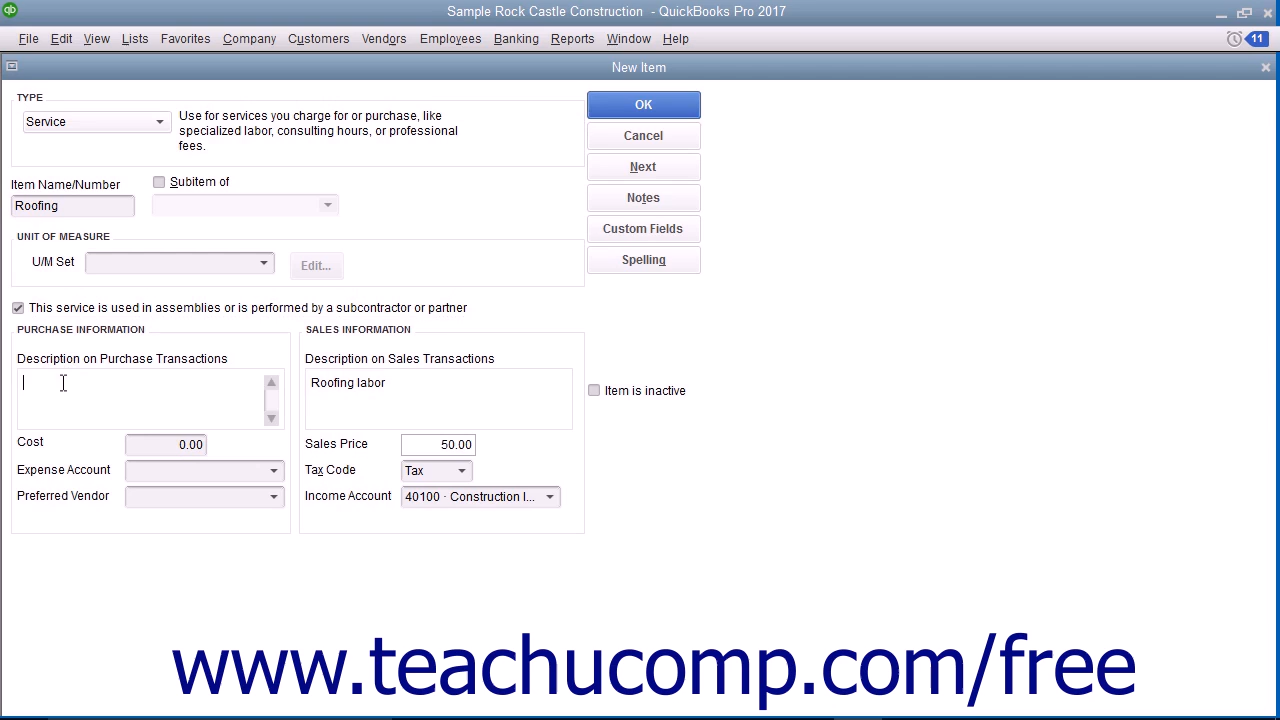 Sample Rock Castle Construction - QuickBooks Pro 2017
File Edit View Lists Favorites Company Customers Vendors Employees Banking Reports Window Help 11
New Item
TYPE
Service
Use for services you charge for or purchase, like
specialized labor, consulting hours, or professional
fees.
OK
Cancel
Next
Notes
Custom Fields
Spelling
Item Name/Number
Subitem of
Roofing
UNIT OF MEASURE
U/M Set
Edit...
This service is used in assemblies or is performed by a subcontractor or partner
PURCHASE INFORMATION
Description on Purchase Transactions
Cost 0.00
Expense Account
Preferred Vendor
SALES INFORMATION
Description on Sales Transactions
Roofing labor
Sales Price 50.00
Tax Code Tax
Income Account 40100 · Construction I...
Item is inactive
www.teachucomp.com/free